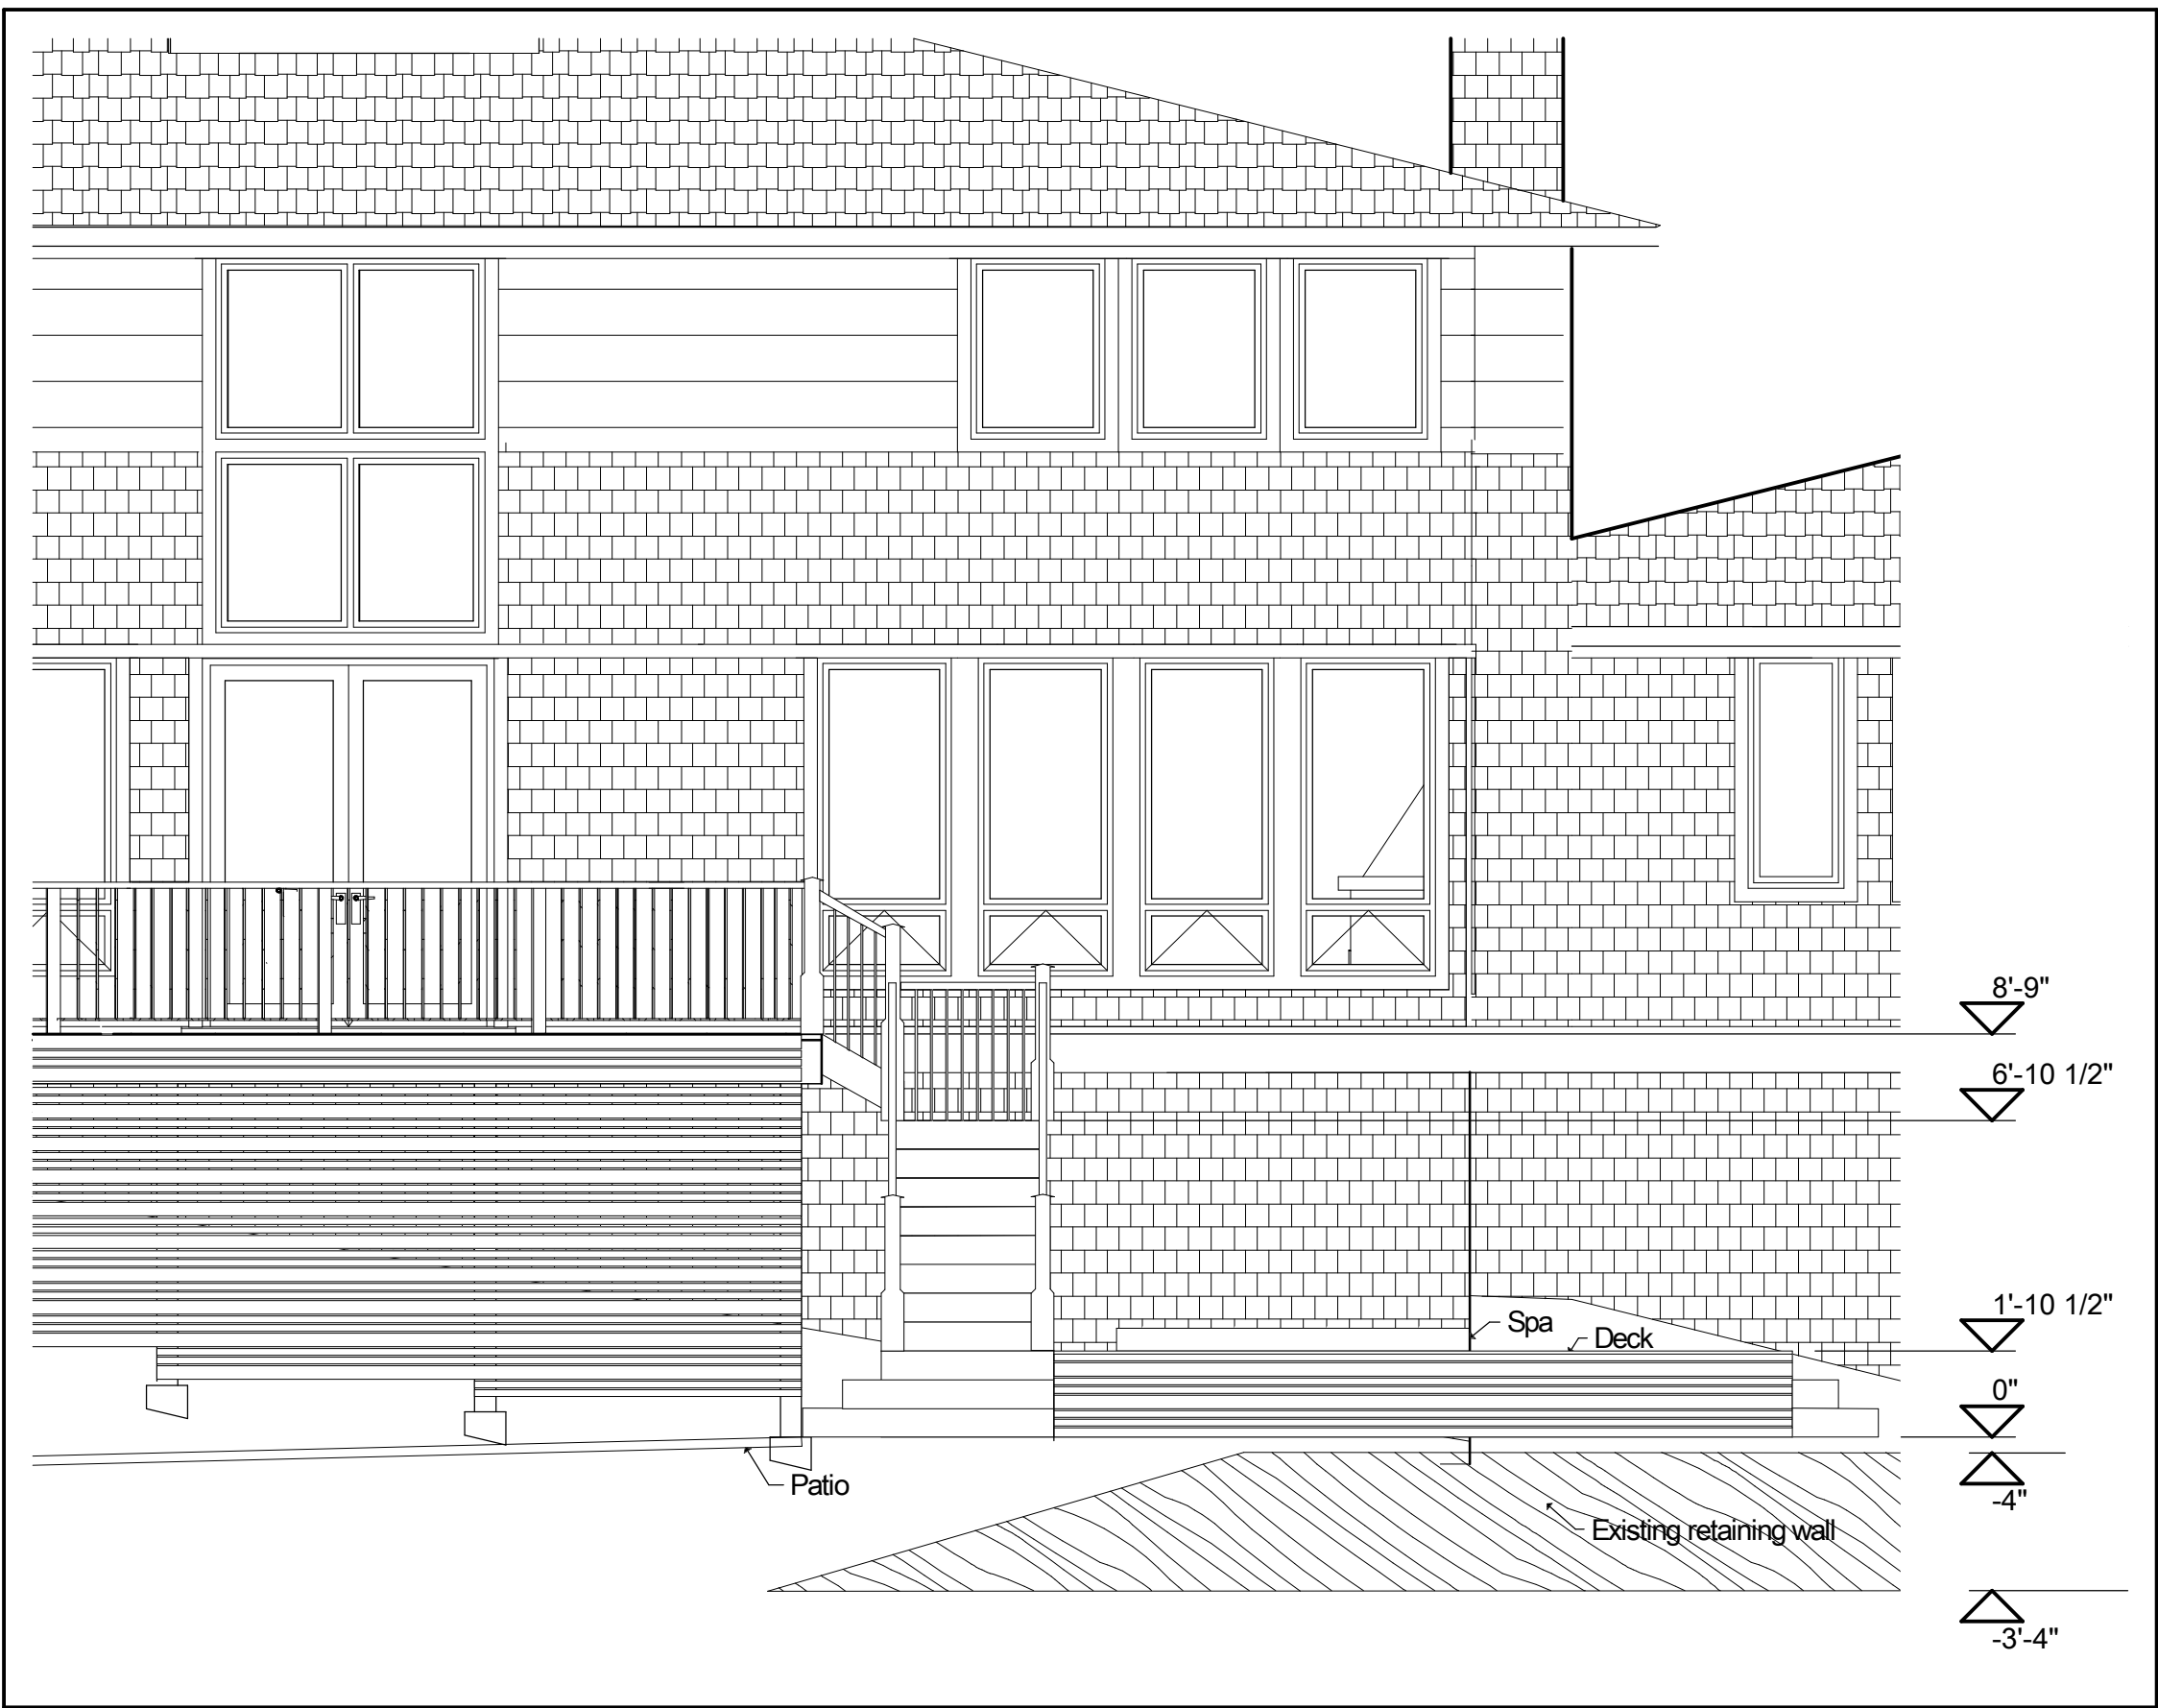 8'-9"
6'-10 1/2"
1'-10 1/2"
Spa
Deck
0"
Patio
-4"
Existing retaining wall
-3'-4"